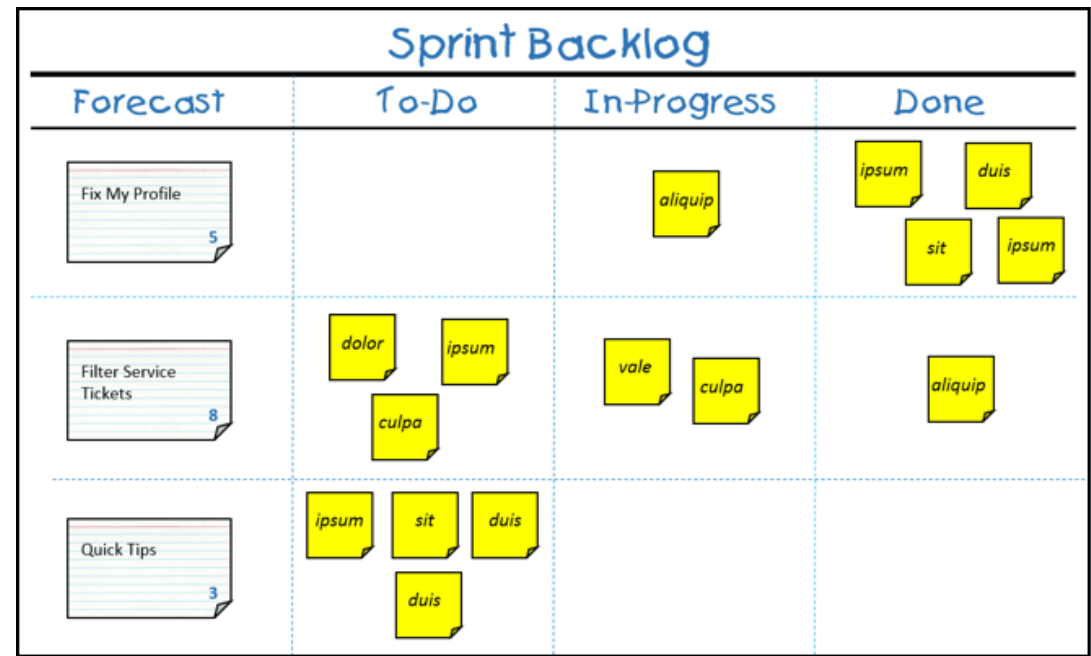 Sprint Backlog
Forecast To-Do In-Progress Done
Fix My Profile
5
aliquip
ipsum
duis
sit
ipsum
Filter Service
Tickets
8
dolor
ipsum
culpa
vale
culpa
aliquip
Quick Tips
3
ipsum
sit
duis
duis